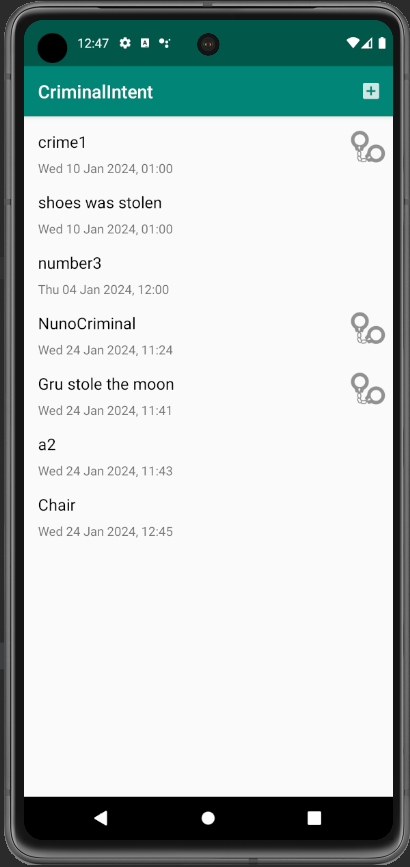 12:47
CriminalIntent
crime1
Wed 10 Jan 2024, 01:00
shoes was stolen
Wed 10 Jan 2024, 01:00
number3
Thu 04 Jan 2024, 12:00
NunoCriminal
Wed 24 Jan 2024, 11:24
Gru stole the moon
Wed 24 Jan 2024, 11:41
a2
Wed 24 Jan 2024, 11:43
Chair
Wed 24 Jan 2024, 12:45